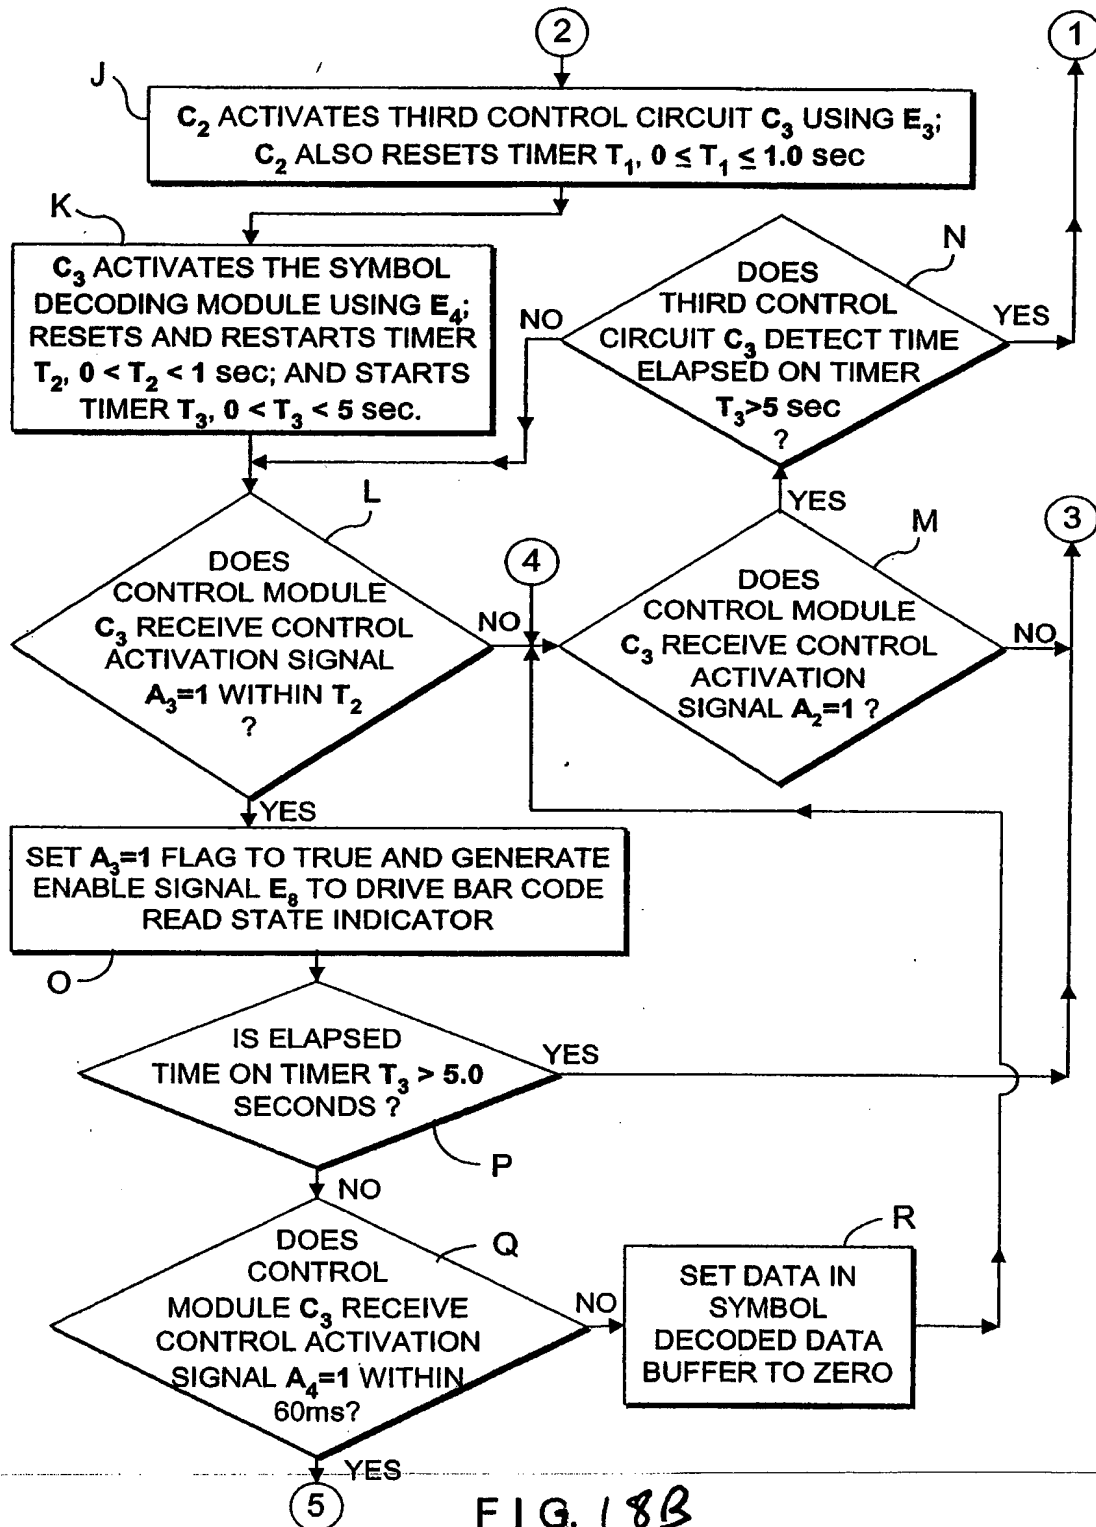 2
1
J
C₂ ACTIVATES THIRD CONTROL CIRCUIT C₃ USING E₃;
C₂ ALSO RESETS TIMER T₁, 0 ≤ T₁ ≤ 1.0 sec
K
C₃ ACTIVATES THE SYMBOL
DECODING MODULE USING E₄;
RESETS AND RESTARTS TIMER
T₂, 0 < T₂ < 1 sec; AND STARTS
TIMER T₃, 0 < T₃ < 5 sec.
N
DOES
THIRD CONTROL
CIRCUIT C₃ DETECT TIME
ELAPSED ON TIMER
T₃>5 sec
?
NO
YES
L
DOES
CONTROL MODULE
C₃ RECEIVE CONTROL
ACTIVATION SIGNAL
A₃=1 WITHIN T₂
?
NO
YES
4
YES
M
DOES
CONTROL MODULE
C₃ RECEIVE CONTROL
ACTIVATION
SIGNAL A₂=1 ?
NO
3
SET A₃=1 FLAG TO TRUE AND GENERATE
ENABLE SIGNAL E₈ TO DRIVE BAR CODE
READ STATE INDICATOR
O
IS ELAPSED
TIME ON TIMER T₃ > 5.0
SECONDS ?
YES
P
NO
DOES
CONTROL
MODULE C₃ RECEIVE
CONTROL ACTIVATION
SIGNAL A₄=1 WITHIN
60ms?
Q
NO
R
SET DATA IN
SYMBOL
DECODED DATA
BUFFER TO ZERO
YES
5
FIG. 18B